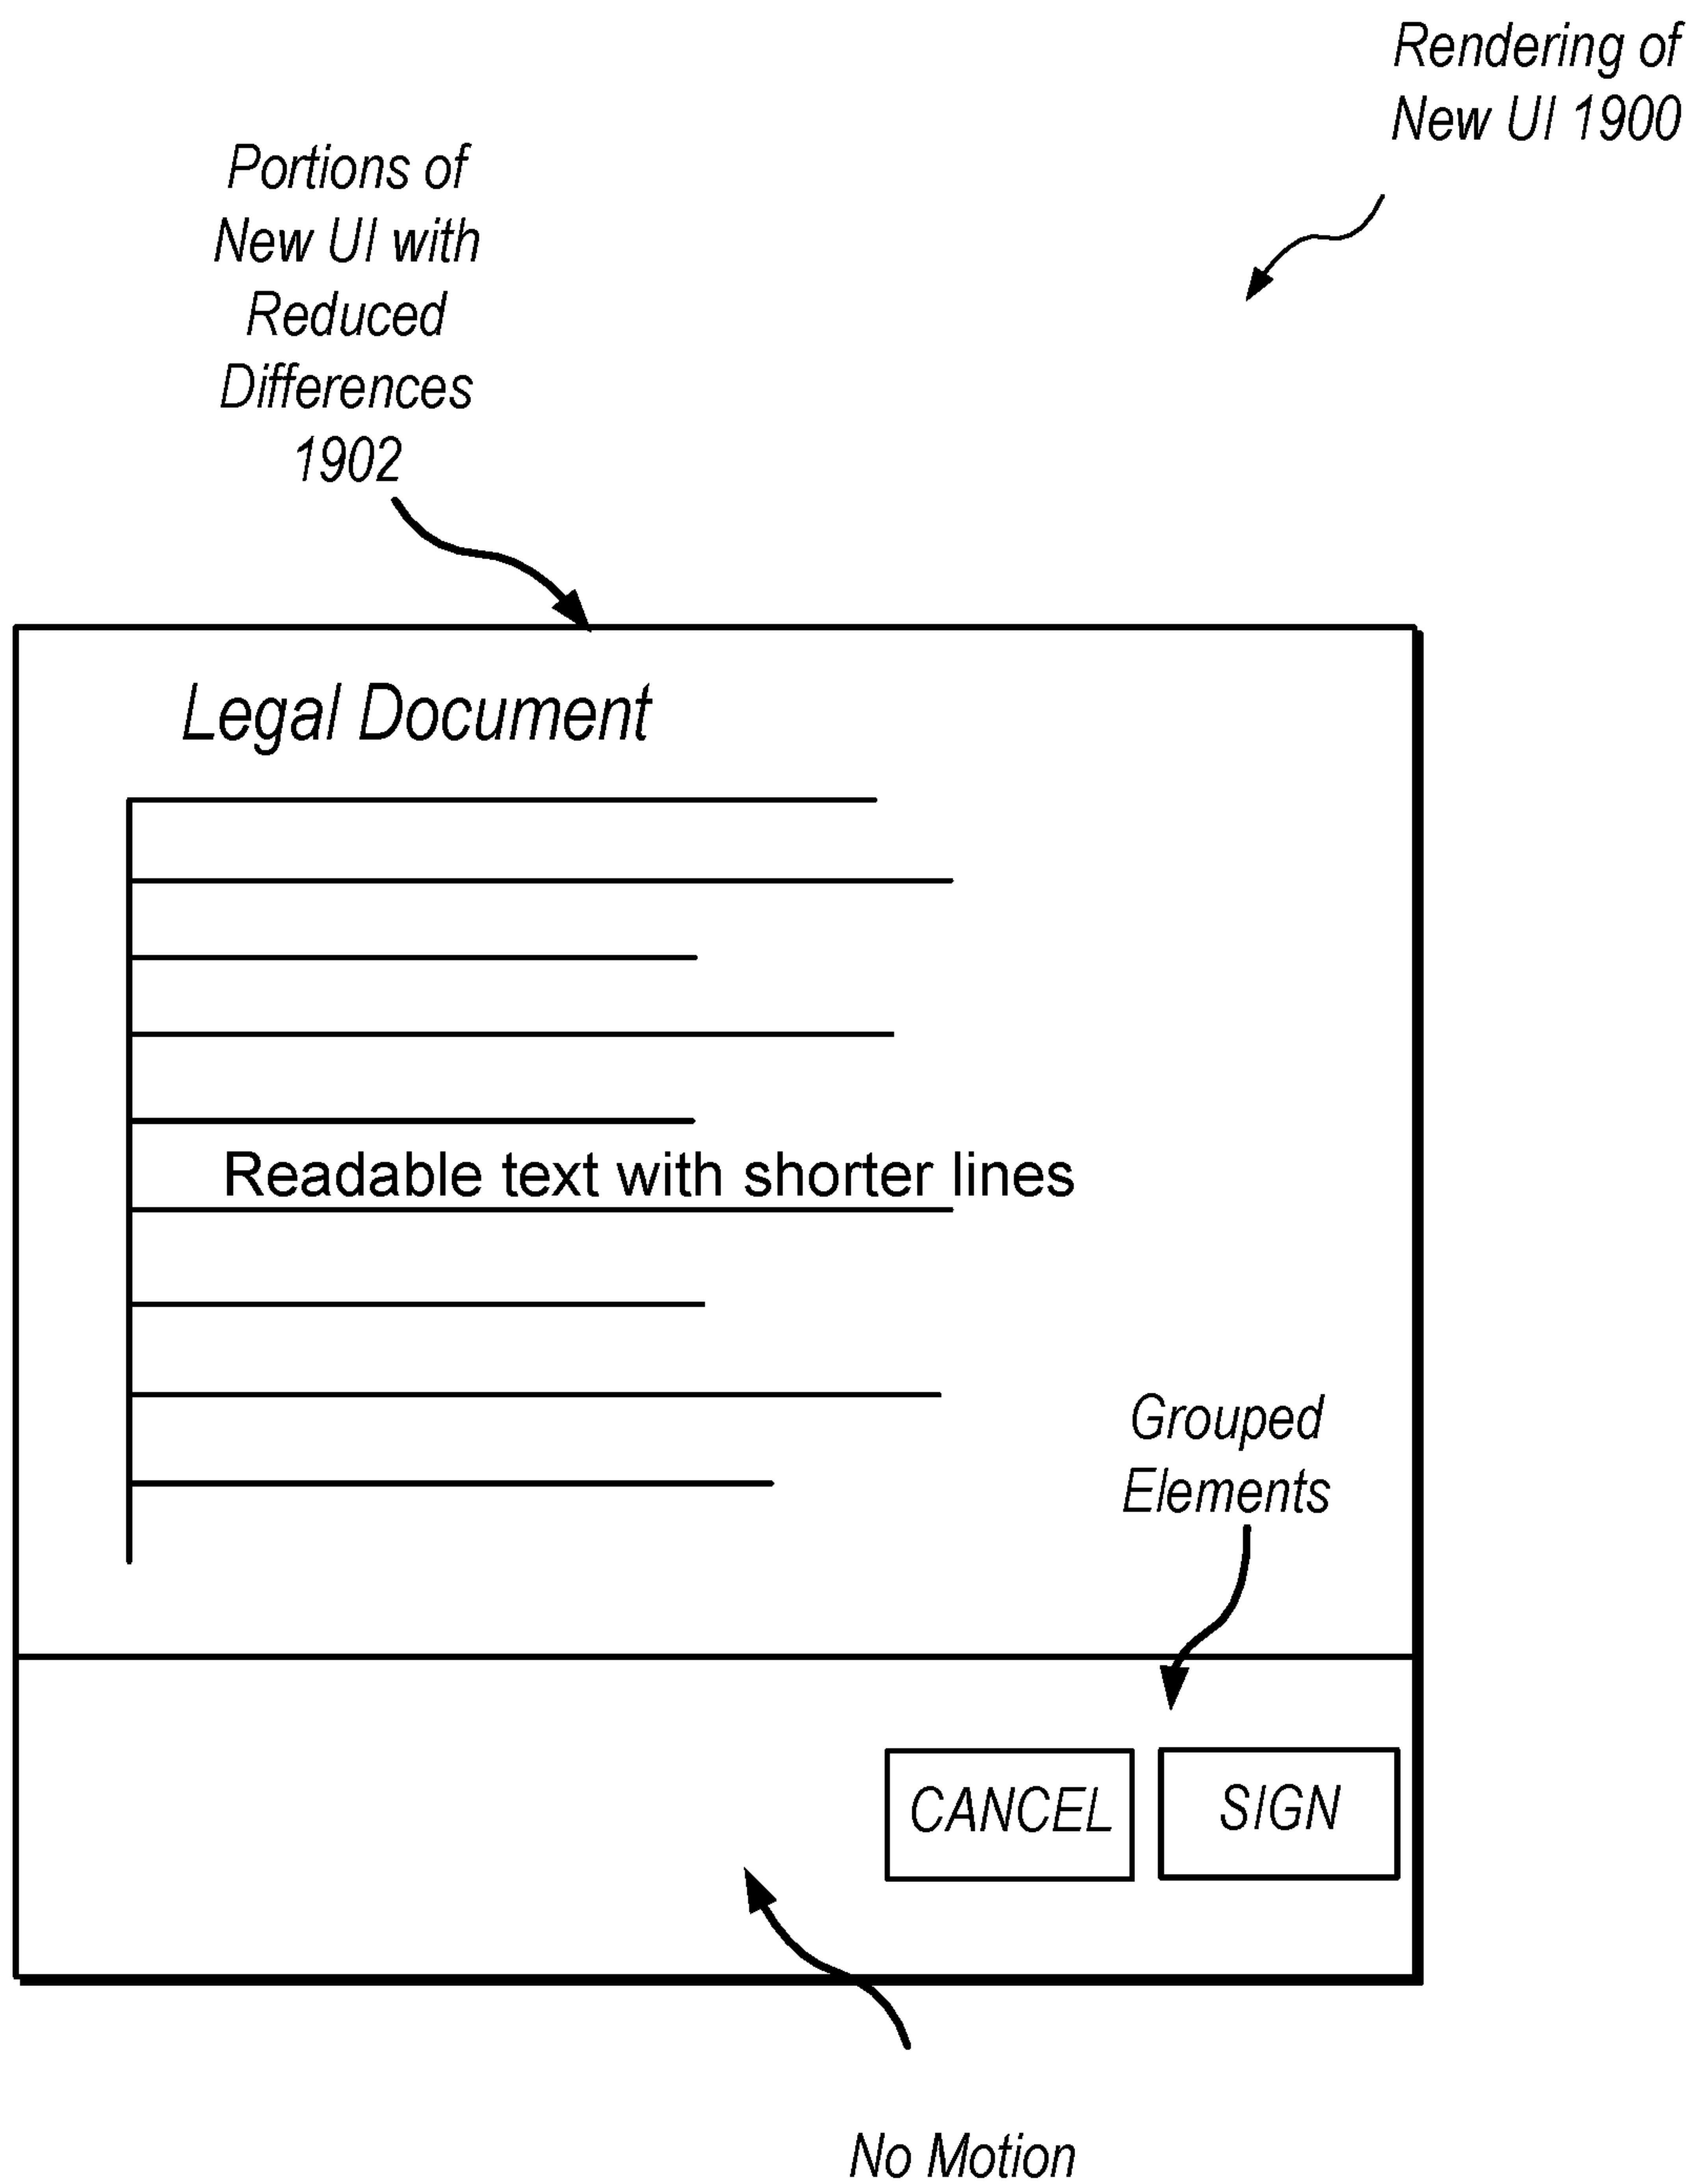 Rendering of
New UI 1900
Portions of
New UI with
Reduced
Differences
1902
Legal Document
Readable text with shorter lines
Grouped
Elements
CANCEL
SIGN
No Motion